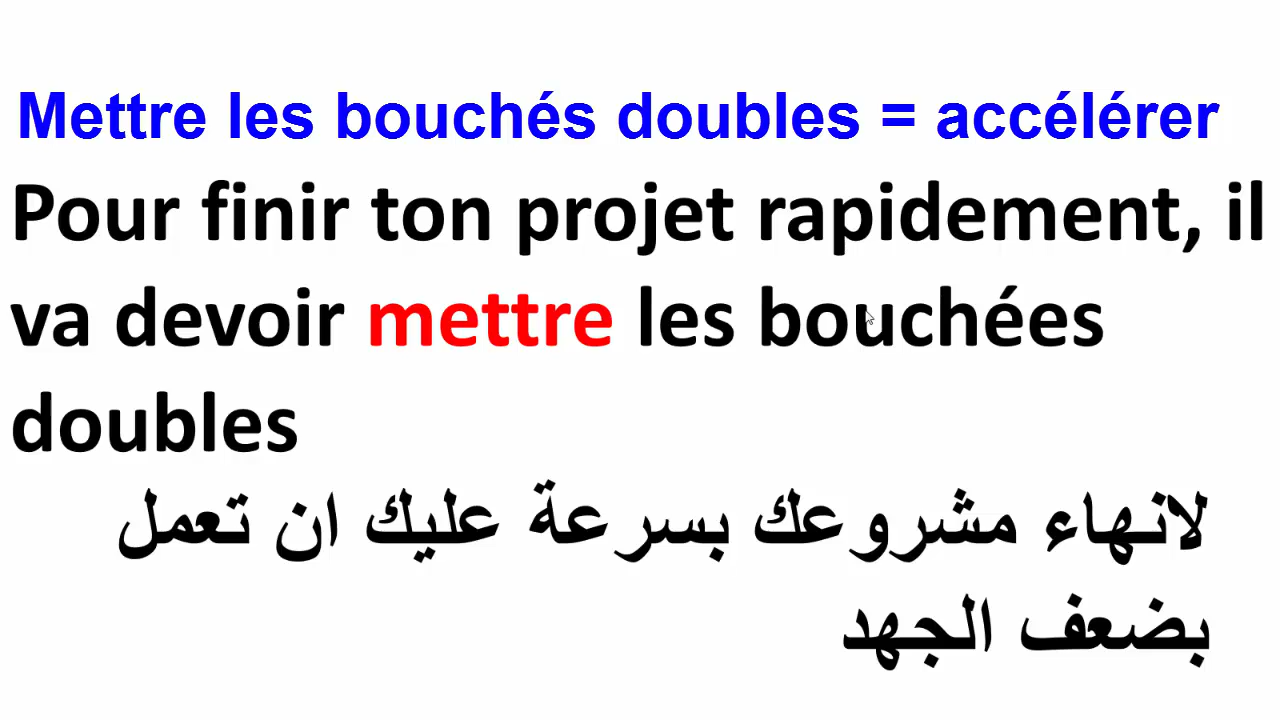 Mettre les bouchés doubles = accélérer
Pour finir ton projet rapidement, il
va devoir mettre les bouchées
doubles
لانهاء مشروعك بسرعة عليك ان تعمل
بضعف الجهد